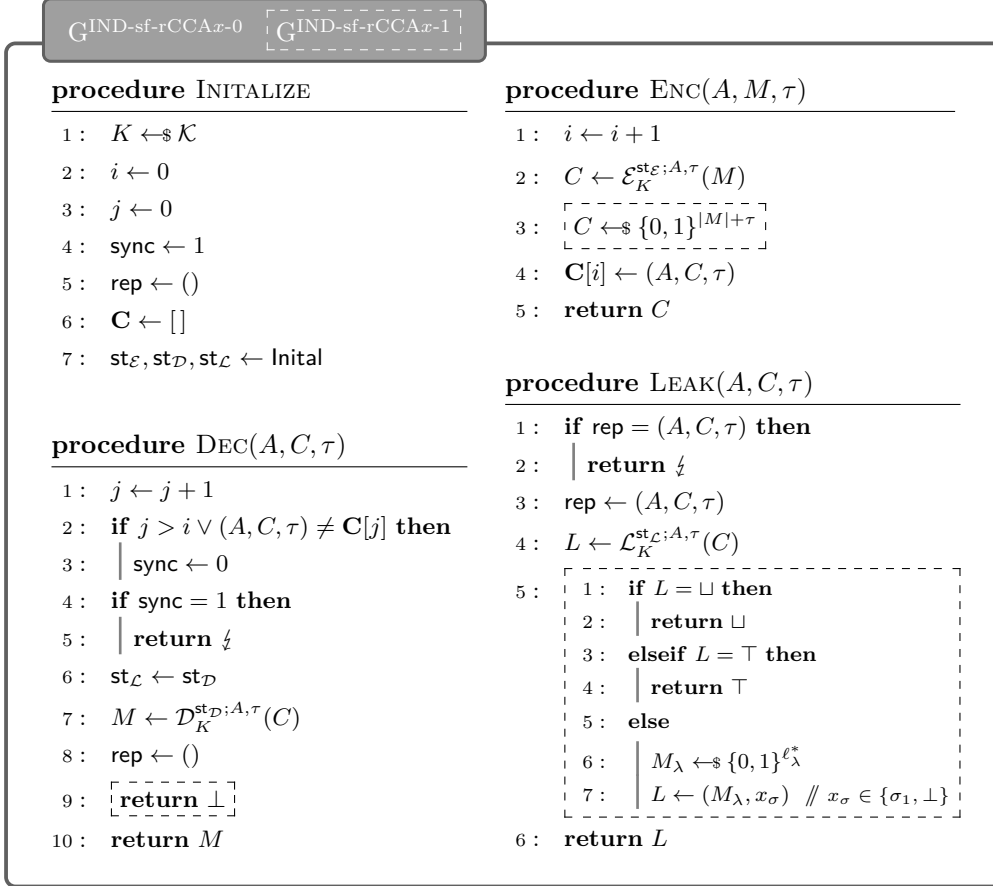 G^{IND-sf-rCCAx-0} G^{IND-sf-rCCAx-1}
procedure INITALIZE
1 : K ←$ 𝒦
2 : i ← 0
3 : j ← 0
4 : sync ← 1
5 : rep ← ()
6 : C ← [ ]
7 : st_ℰ, st_𝒟, st_ℒ ← Inital
procedure DEC(A, C, τ)
1 : j ← j + 1
2 : if j > i ∨ (A, C, τ) ≠ C[j] then
3 : sync ← 0
4 : if sync = 1 then
5 : return ↯
6 : st_ℒ ← st_𝒟
7 : M ← 𝒟_K^{st_𝒟;A,τ}(C)
8 : rep ← ()
9 : return ⊥
10 : return M
procedure ENC(A, M, τ)
1 : i ← i + 1
2 : C ← ℰ_K^{st_ℰ;A,τ}(M)
3 : C ←$ {0, 1}^{|M|+τ}
4 : C[i] ← (A, C, τ)
5 : return C
procedure LEAK(A, C, τ)
1 : if rep = (A, C, τ) then
2 : return ↯
3 : rep ← (A, C, τ)
4 : L ← ℒ_K^{st_ℒ;A,τ}(C)
5 : 1 : if L = ⊔ then
2 : return ⊔
3 : elseif L = ⊤ then
4 : return ⊤
5 : else
6 : M_λ ←$ {0, 1}^{ℓ*_λ}
7 : L ← (M_λ, x_σ) // x_σ ∈ {σ_1, ⊥}
6 : return L